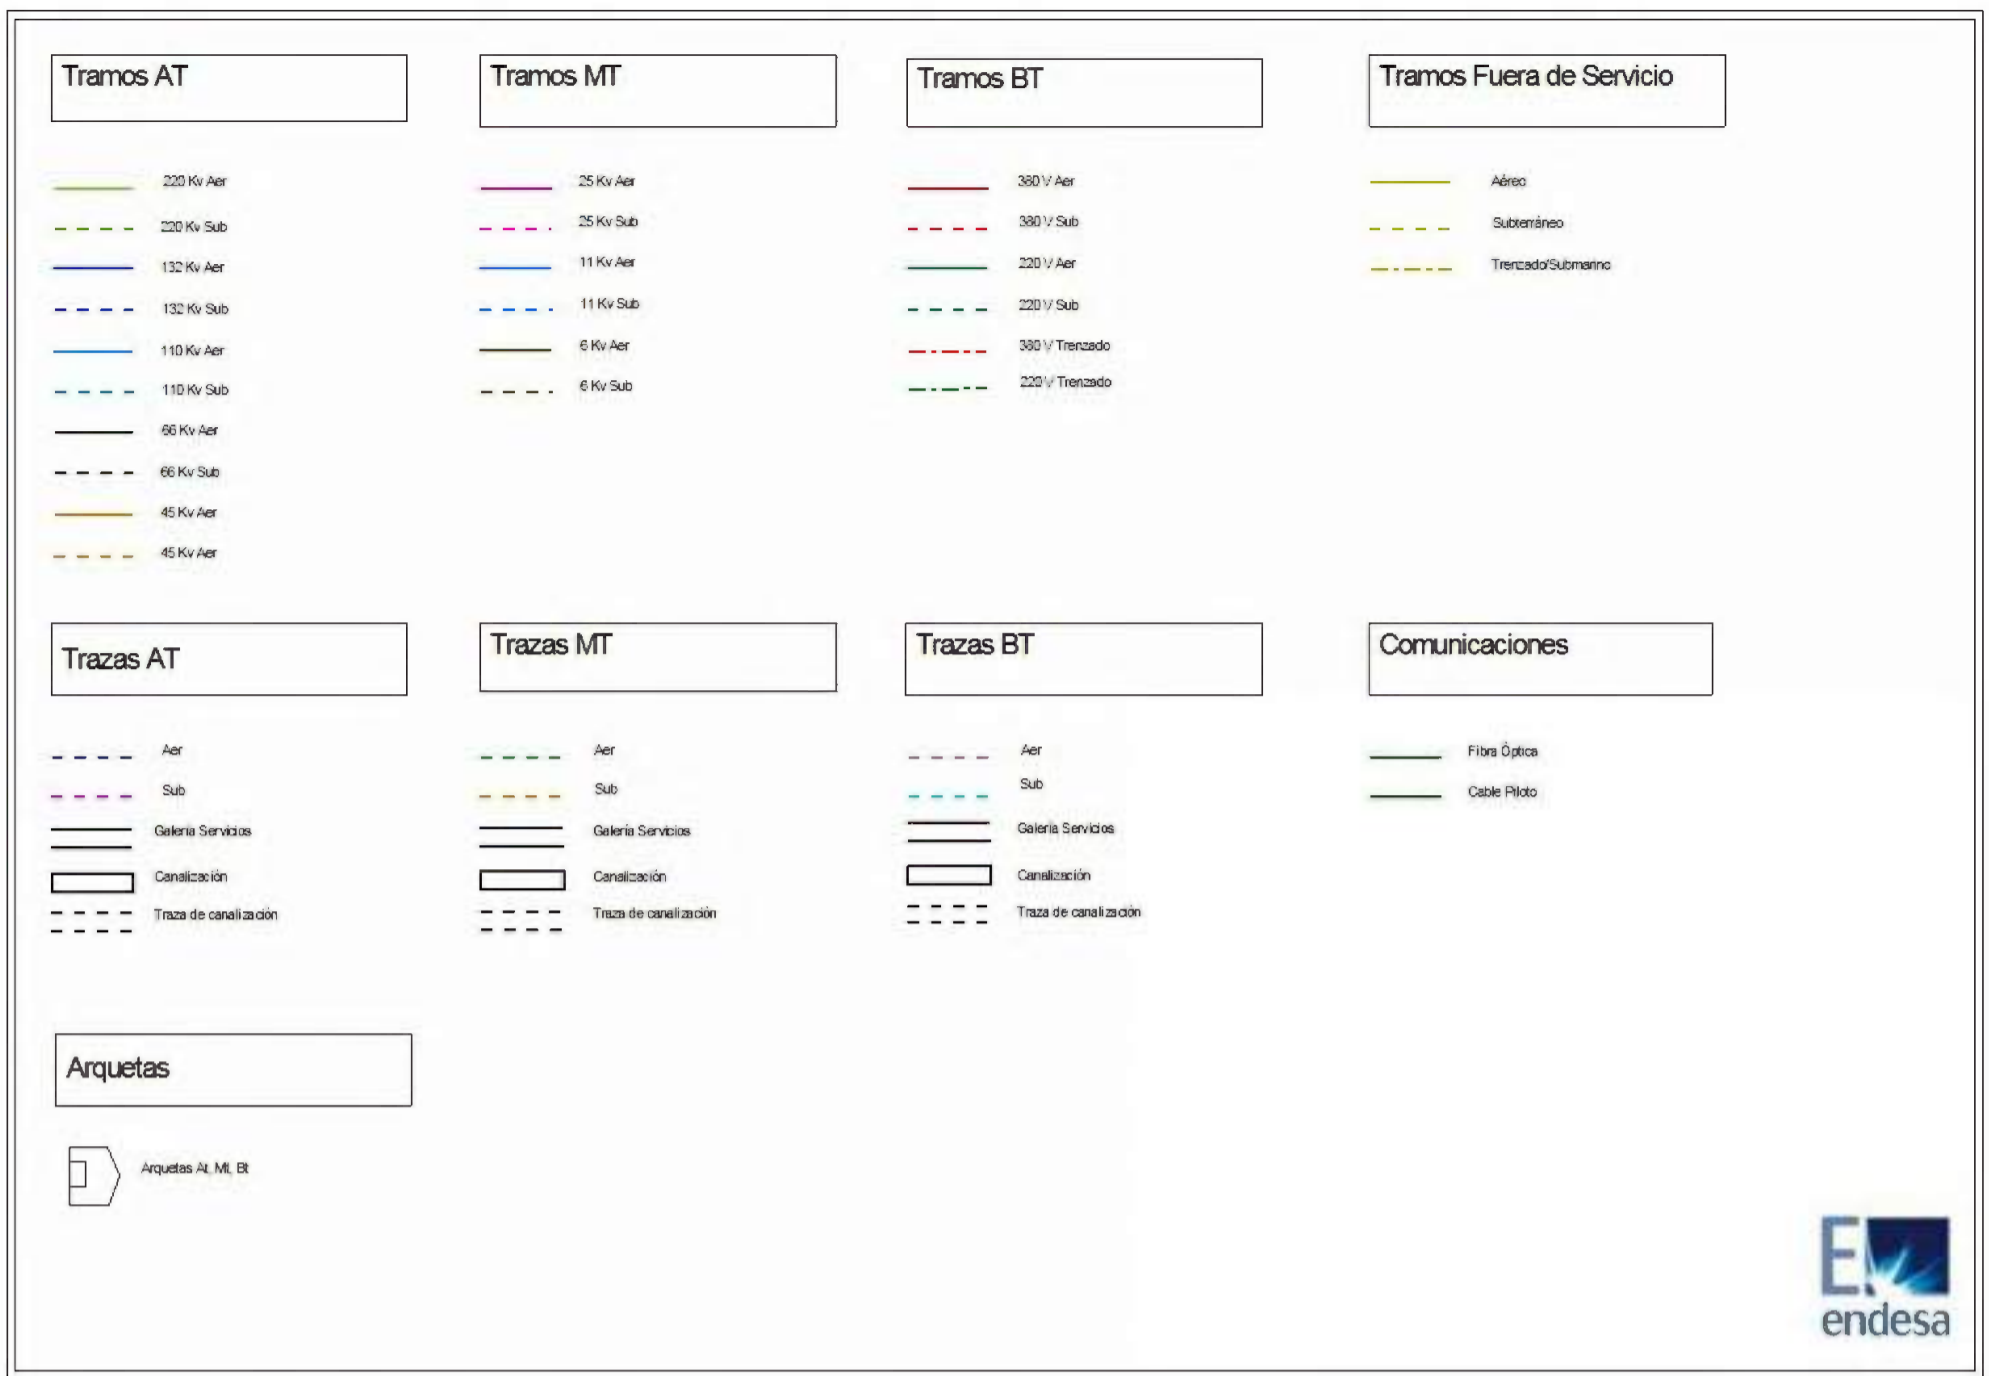 Tramos AT
220 Kv Aer
220 Kv Sub
132 Kv Aer
132 Kv Sub
110 Kv Aer
110 Kv Sub
66 Kv Aer
66 Kv Sub
45 Kv Aer
45 Kv Aer
Tramos MT
25 Kv Aer
25 Kv Sub
11 Kv Aer
11 Kv Sub
6 Kv Aer
6 Kv Sub
Tramos BT
380 V Aer
380 V Sub
220 V Aer
220 V Sub
380 V Trenzado
220 V Trenzado
Tramos Fuera de Servicio
Aéreo
Subterráneo
Trenzado/Submarino
Trazas AT
Aer
Sub
Galería Servicios
Canalización
Traza de canalización
Trazas MT
Aer
Sub
Galería Servicios
Canalización
Traza de canalización
Trazas BT
Aer
Sub
Galería Servicios
Canalización
Traza de canalización
Comunicaciones
Fibra Óptica
Cable Piloto
Arquetas
Arquetas At, Mt, Bt
endesa